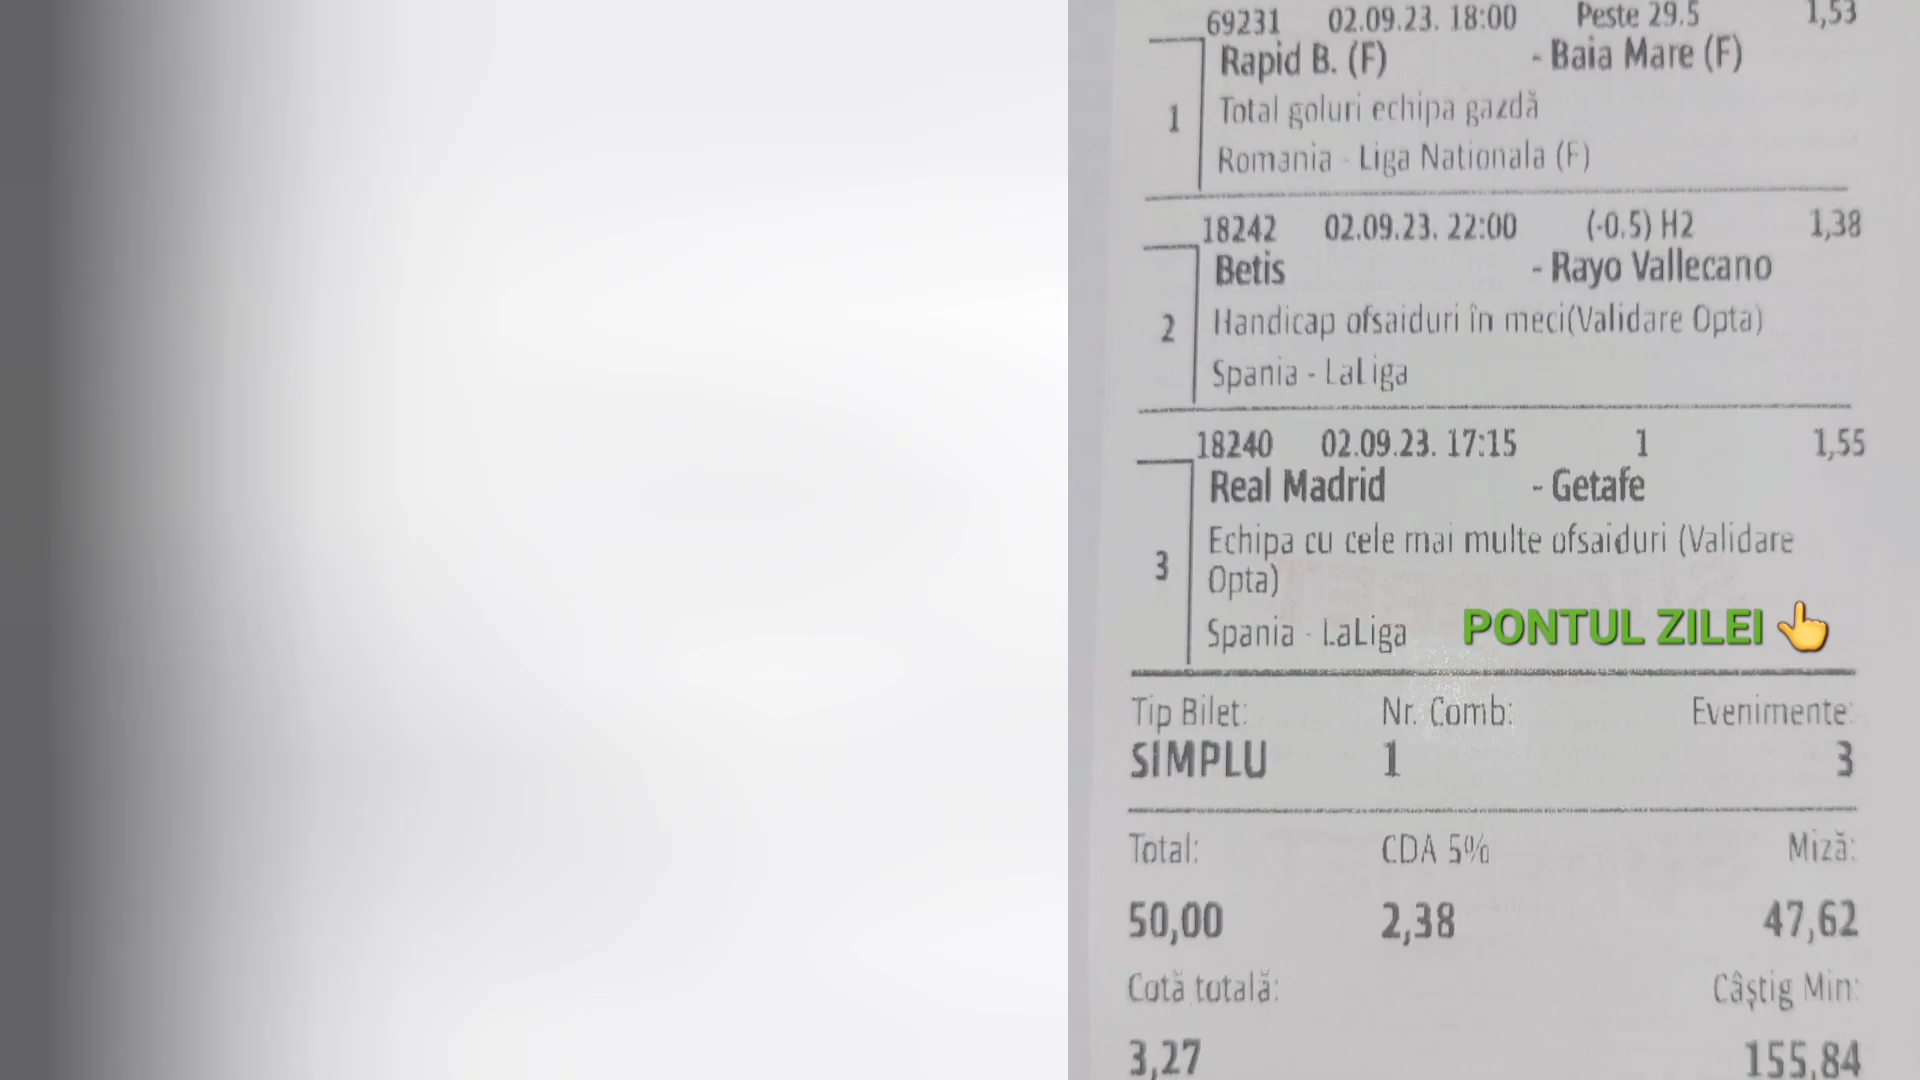 69231 02.09.23. 18:00 Peste 29.5 1,53
Rapid B. (F) - Baia Mare (F)
1
Total goluri echipa gazdă
Romania - Liga Nationala (F)
18242 02.09.23. 22:00 (-0.5) H2 1,38
Betis - Rayo Vallecano
2
Handicap ofsaiduri în meci(Validare Opta)
Spania - LaLiga
18240 02.09.23. 17:15 1 1,55
Real Madrid - Getafe
Echipa cu cele mai multe ofsaiduri (Validare
3
Opta)
Spania - LaLiga PONTUL ZILEI 👆
Tip Bilet: Nr. Comb: Evenimente:
SIMPLU 1 3
Total: CDA 5% Miză:
50,00 2,38 47,62
Cotă totală: Câştig Min:
3,27 155,84